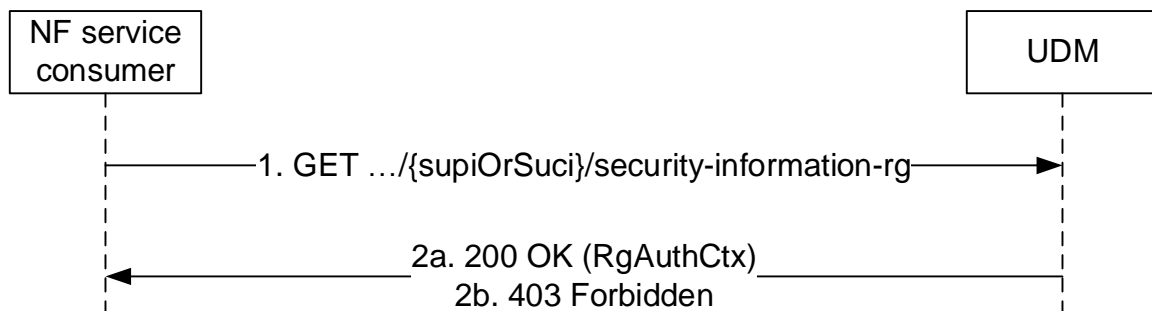 NF service
consumer
UDM
1. GET …/{supiOrSuci}/security-information-rg
2a. 200 OK (RgAuthCtx)
2b. 403 Forbidden